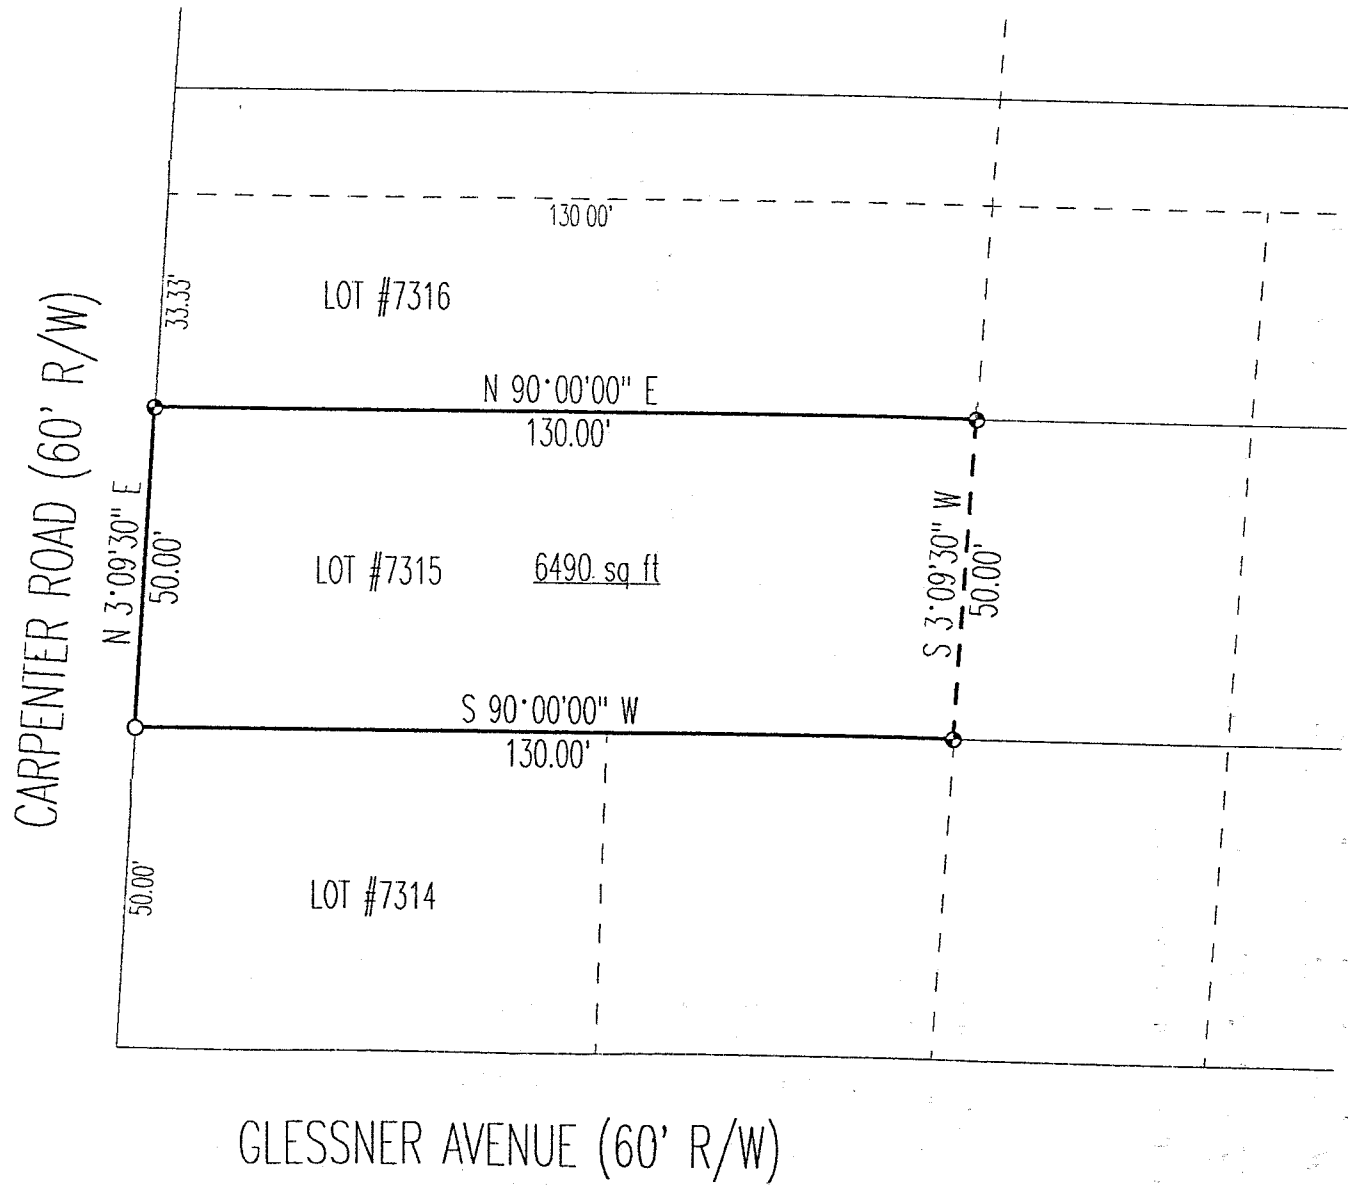 130 00'
33.33'
LOT #7316
N 90°00'00" E
130.00'
CARPENTER ROAD (60' R/W)
N 3°09'30" E
50.00'
LOT #7315
6490 sq ft
S 3°09'30" W
50.00'
S 90°00'00" W
130.00'
50.00'
LOT #7314
GLESSNER AVENUE (60' R/W)